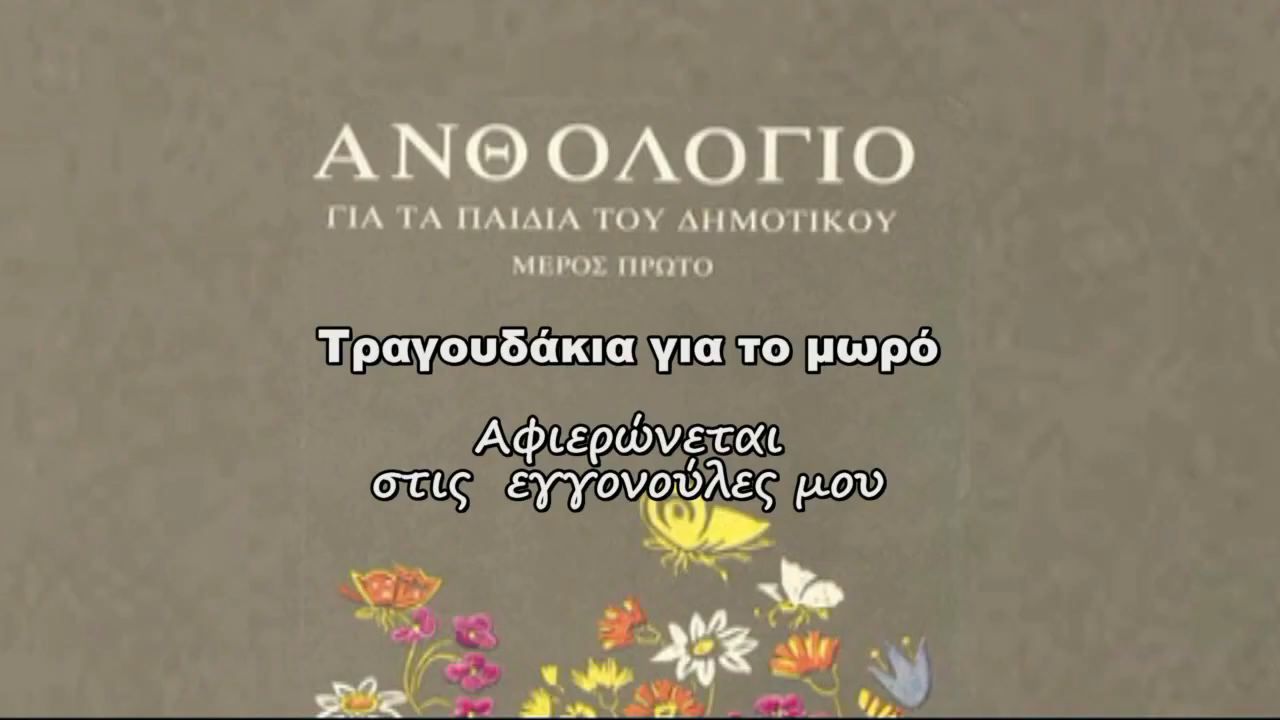 ΑΝΘΟΛΟΓΙΟ
ΓΙΑ ΤΑ ΠΑΙΔΙΑ ΤΟΥ ΔΗΜΟΤΙΚΟΥ
ΜΕΡΟΣ ΠΡΩΤΟ
Τραγουδάκια για το μωρό
Αφιερώνεται
στις εγγονούλες μου